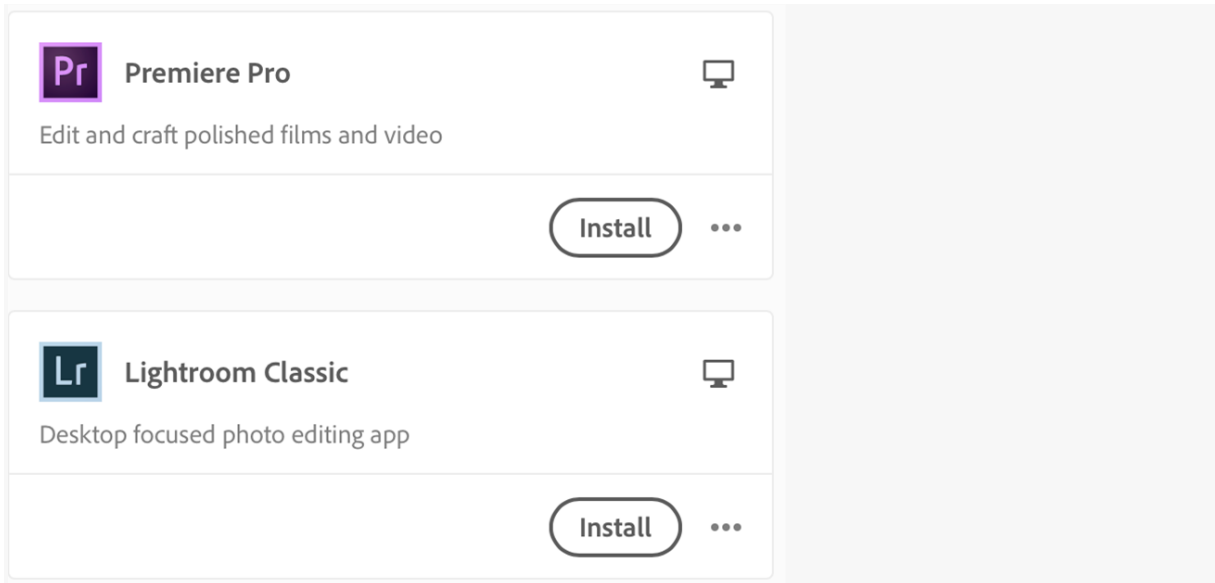 Pr Premiere Pro
Edit and craft polished films and video
Install
Lr Lightroom Classic
Desktop focused photo editing app
Install